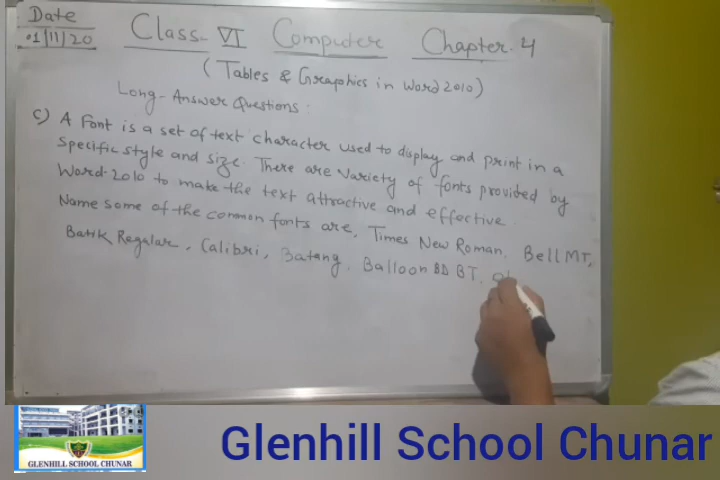 Date
01/11/20
Class-VI Computer Chapter-4
(Tables & Graphics in Word 2010)
Long-Answer Questions.
C) A Font is a set of text character used to display and print in a
specific style and size. There are variety of fonts provided by
Word-2010 to make the text attractive and effective.
Name some of the common fonts are, Times New Roman, Bell MT,
Batik Regular, Calibri, Batang, Balloon BD BT,
GLENHILL SCHOOL CHUNAR
Glenhill School Chunar